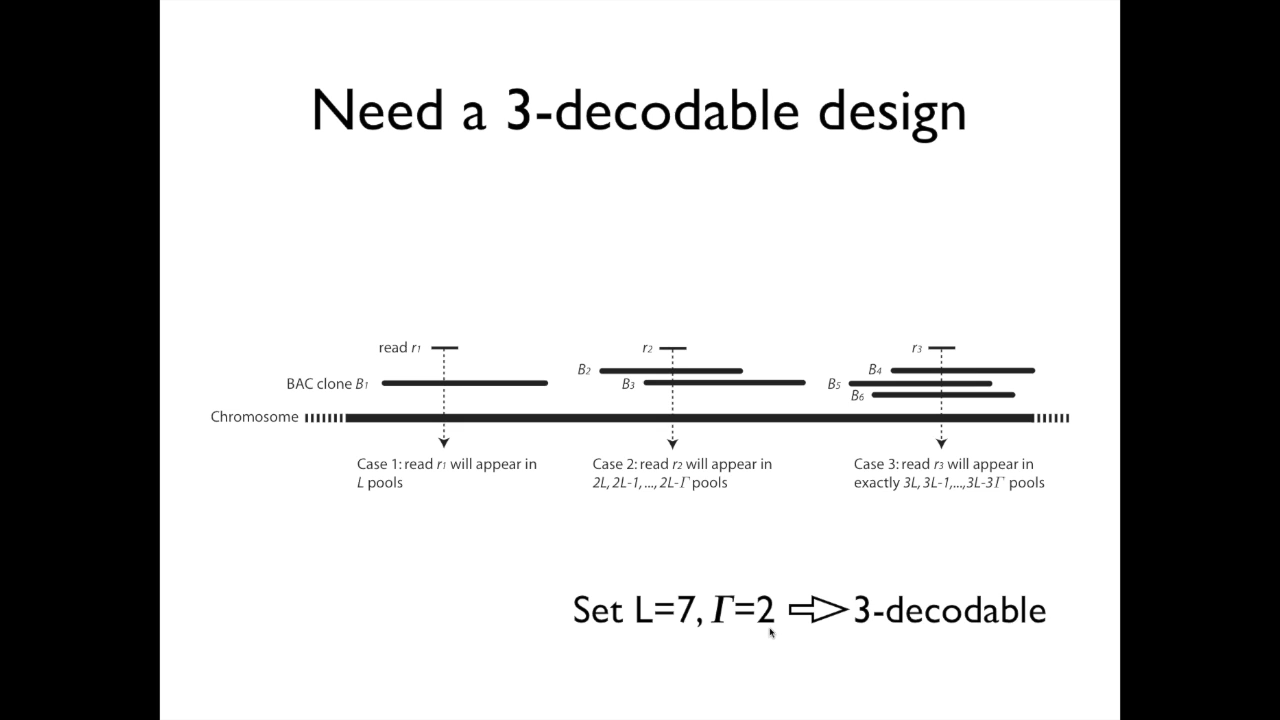 Need a 3-decodable design
read r1
r2
r3
B2
B4
BAC clone B1
B3
B5
B6
Chromosome
Case 1: read r1 will appear in
L pools
Case 2: read r2 will appear in
2L, 2L-1, ..., 2L-Γ pools
Case 3: read r3 will appear in
exactly 3L, 3L-1,...,3L-3Γ pools
Set L=7, Γ=2 ⇨ 3-decodable